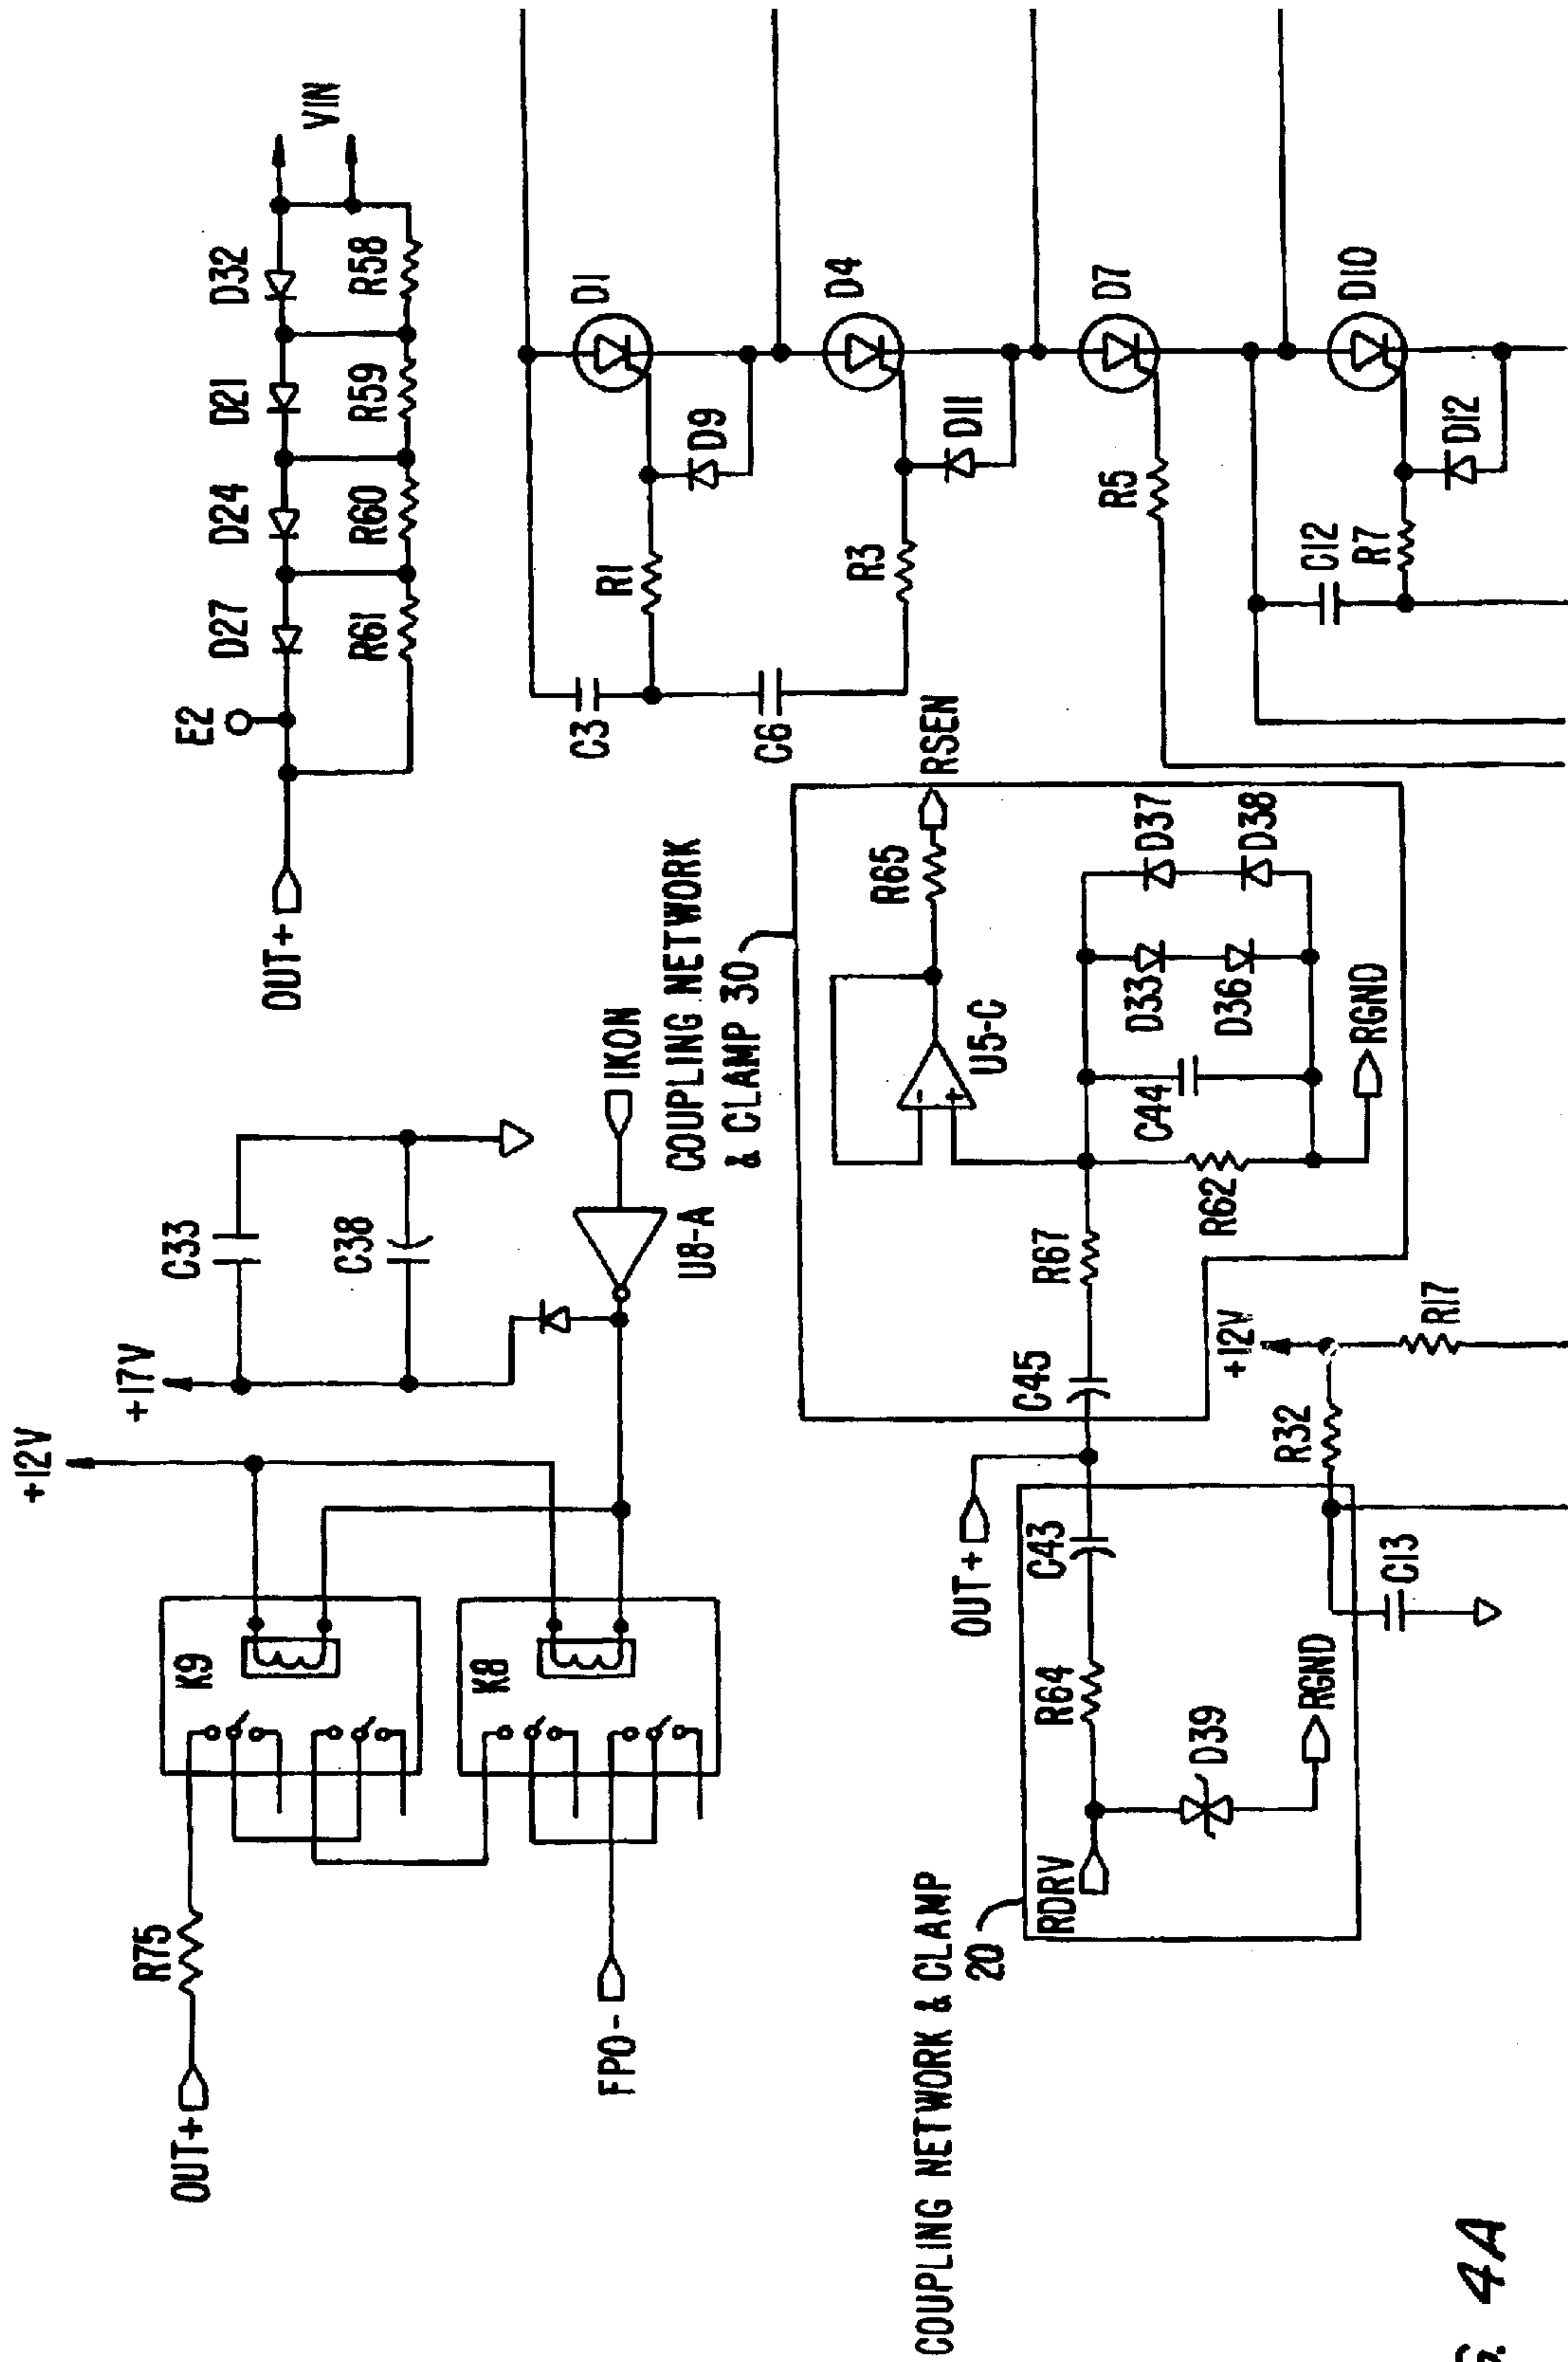 +12V
+17V
C33
C38
K9
K8
R75
OUT+
FPO-
IKON
U8-A
OUT+
E2
D27
D24
D21
D32
R61
R60
R59
R58
VIN
COUPLING NETWORK
& CLAMP 30
R65
RSEN
U5-C
D33
D37
D36
D38
C44
R62
R67
RGND
C45
OUT+
COUPLING NETWORK & CLAMP
20
RDRV
R64
C43
D39
RGND
C13
R32
+12V
R17
C3
C6
R1
D1
D9
R3
D4
D11
R5
D7
C12
R7
D10
D12
4A